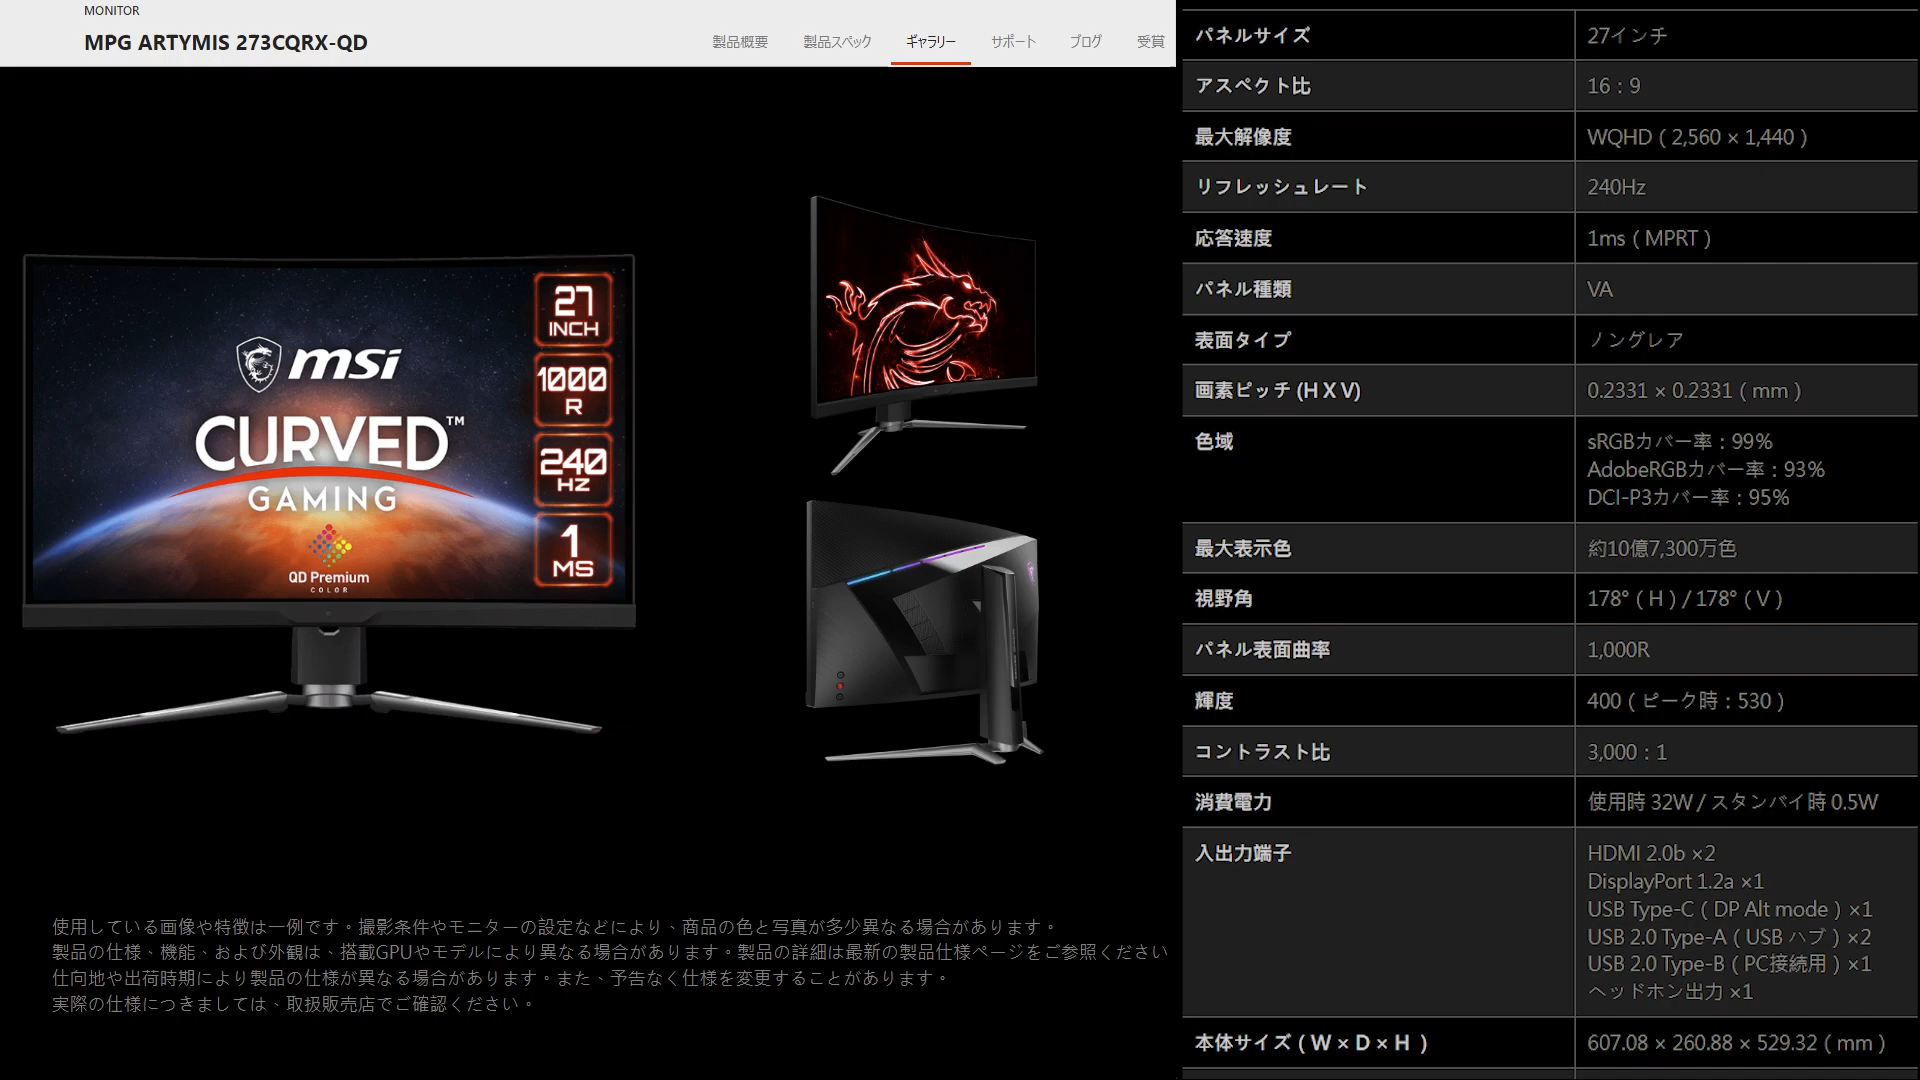 MONITOR
MPG ARTYMIS 273CQRX-QD
製品概要 製品スペック ギャラリー サポート ブログ 受賞
msi
CURVED™
GAMING
QD Premium
COLOR
27
INCH
1000
R
240
HZ
1
MS
使用している画像や特徴は一例です。撮影条件やモニターの設定などにより、商品の色と写真が多少異なる場合があります。
製品の仕様、機能、および外観は、搭載GPUやモデルにより異なる場合があります。製品の詳細は最新の製品仕様ページをご参照ください
仕向地や出荷時期により製品の仕様が異なる場合があります。また、予告なく仕様を変更することがあります。
実際の仕様につきましては、取扱販売店でご確認ください。
パネルサイズ 27インチ
アスペクト比 16：9
最大解像度 WQHD ( 2,560 × 1,440 )
リフレッシュレート 240Hz
応答速度 1ms ( MPRT )
パネル種類 VA
表面タイプ ノングレア
画素ピッチ (H X V) 0.2331 × 0.2331 ( mm )
色域 sRGBカバー率：99%
AdobeRGBカバー率：93%
DCI-P3カバー率：95%
最大表示色 約10億7,300万色
視野角 178° ( H ) / 178° ( V )
パネル表面曲率 1,000R
輝度 400 ( ピーク時：530 )
コントラスト比 3,000：1
消費電力 使用時 32W / スタンバイ時 0.5W
入出力端子 HDMI 2.0b ×2
DisplayPort 1.2a ×1
USB Type-C ( DP Alt mode ) ×1
USB 2.0 Type-A ( USB ハブ ) ×2
USB 2.0 Type-B ( PC接続用 ) ×1
ヘッドホン出力 ×1
本体サイズ ( W × D × H ) 607.08 × 260.88 × 529.32 ( mm )